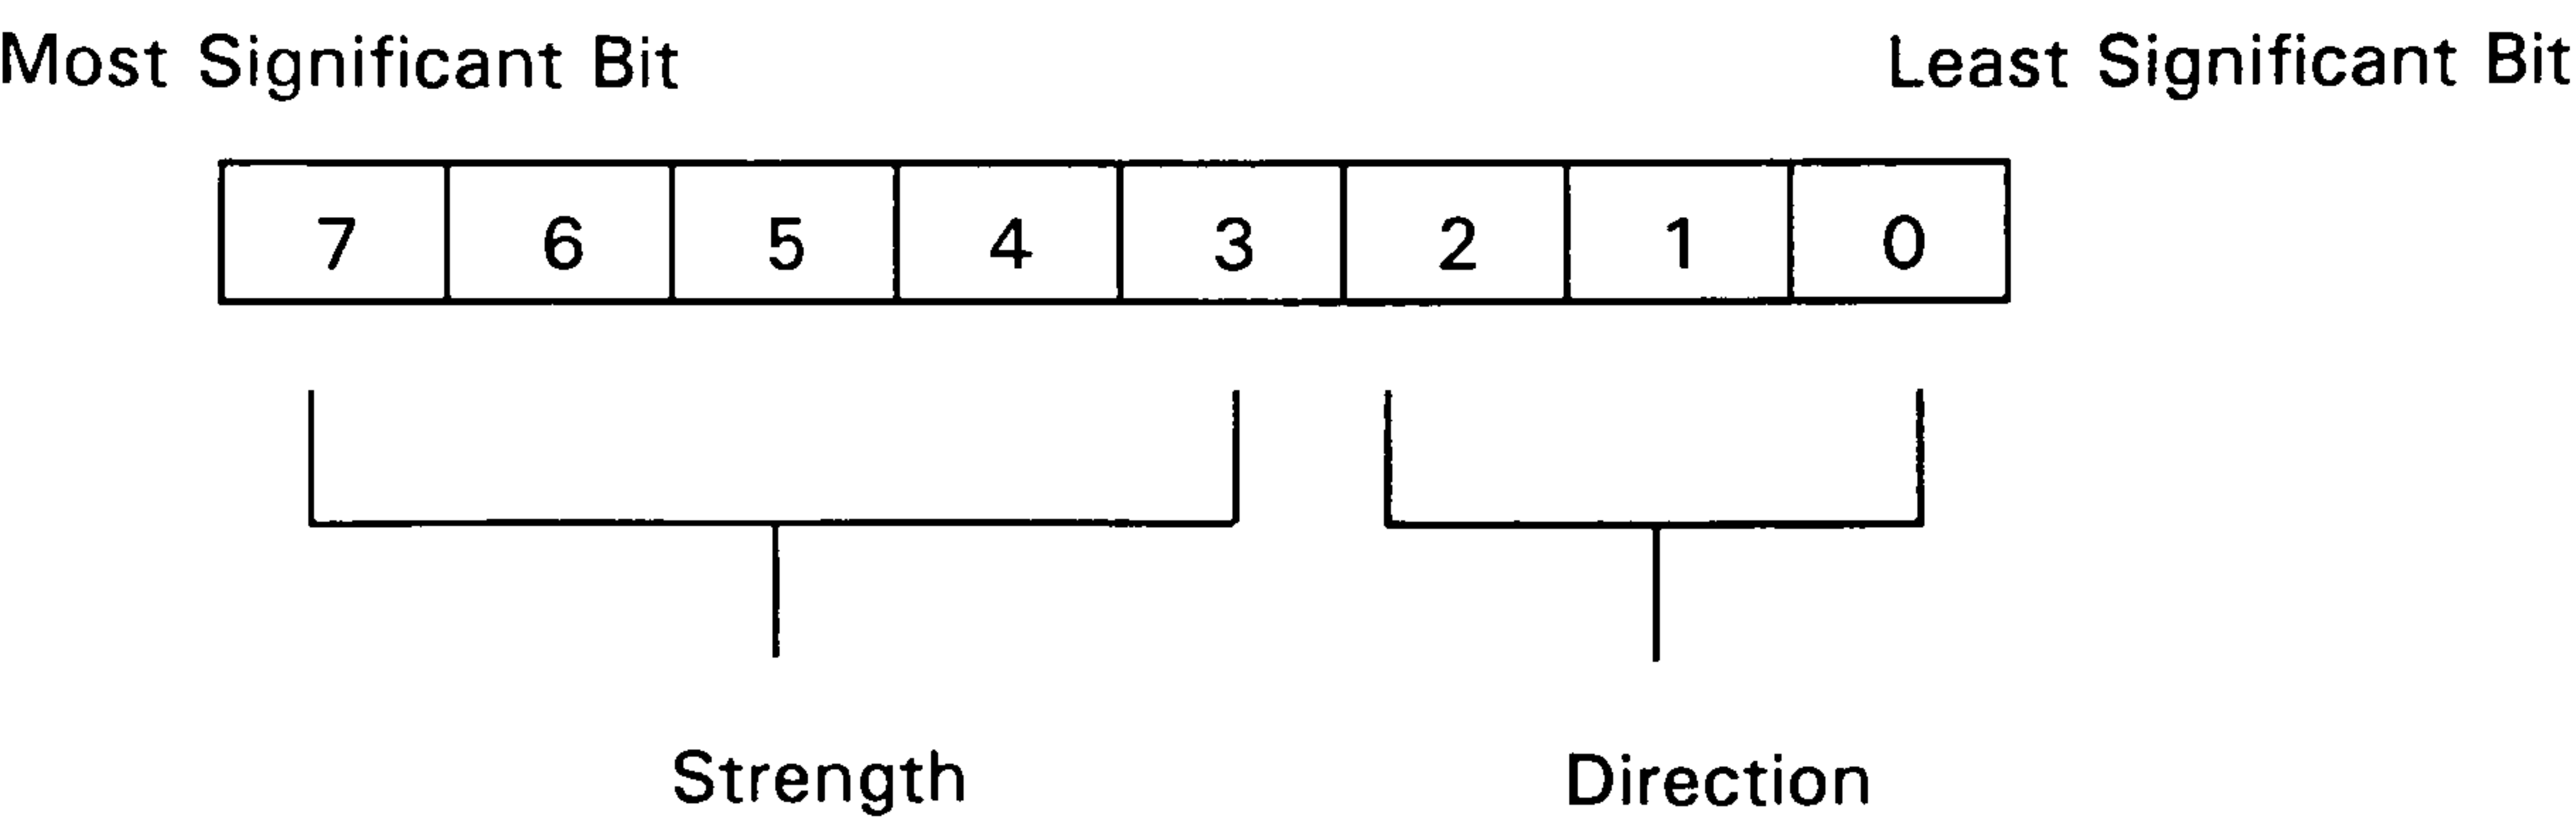 Most Significant Bit Least Significant Bit
7 6 5 4 3 2 1 0
Strength Direction